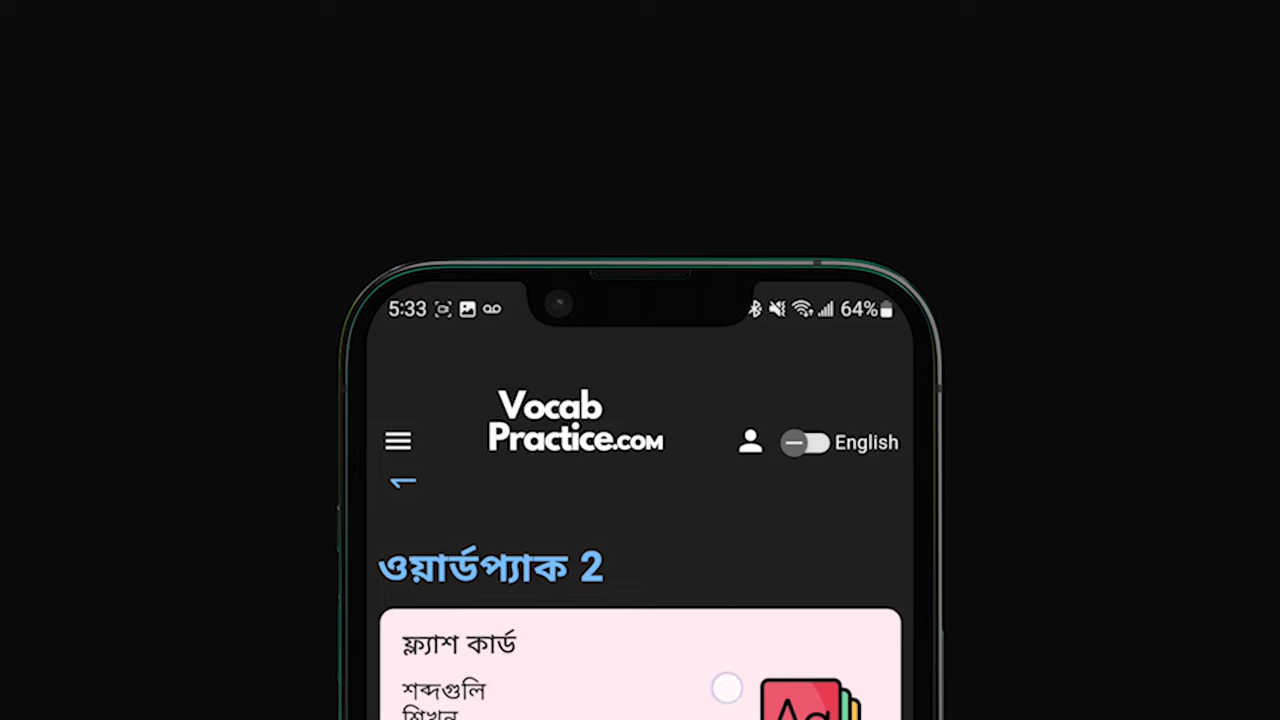 5:33
64%
Vocab
Practice.com
English
ওয়ার্ডপ্যাক 2
ফ্ল্যাশ কার্ড
শব্দগুলি
শিখুন